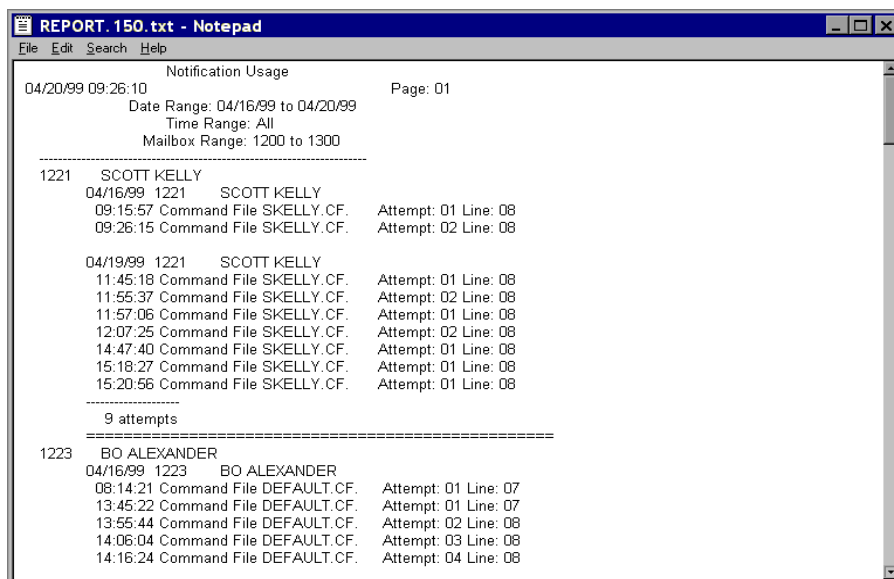 REPORT.150.txt - Notepad
File Edit Search Help
Notification Usage
04/20/99 09:26:10 Page: 01
Date Range: 04/16/99 to 04/20/99
Time Range: All
Mailbox Range: 1200 to 1300
--------------------------------------------------------------------
1221 SCOTT KELLY
04/16/99 1221 SCOTT KELLY
09:15:57 Command File SKELLY.CF. Attempt: 01 Line: 08
09:26:15 Command File SKELLY.CF. Attempt: 02 Line: 08
04/19/99 1221 SCOTT KELLY
11:45:18 Command File SKELLY.CF. Attempt: 01 Line: 08
11:55:37 Command File SKELLY.CF. Attempt: 02 Line: 08
11:57:06 Command File SKELLY.CF. Attempt: 01 Line: 08
12:07:25 Command File SKELLY.CF. Attempt: 02 Line: 08
14:47:40 Command File SKELLY.CF. Attempt: 01 Line: 08
15:18:27 Command File SKELLY.CF. Attempt: 01 Line: 08
15:20:56 Command File SKELLY.CF. Attempt: 01 Line: 08
--------------------
9 attempts
==================================================
1223 BO ALEXANDER
04/16/99 1223 BO ALEXANDER
08:14:21 Command File DEFAULT.CF. Attempt: 01 Line: 07
13:45:22 Command File DEFAULT.CF. Attempt: 01 Line: 07
13:55:44 Command File DEFAULT.CF. Attempt: 02 Line: 08
14:06:04 Command File DEFAULT.CF. Attempt: 03 Line: 08
14:16:24 Command File DEFAULT.CF. Attempt: 04 Line: 08